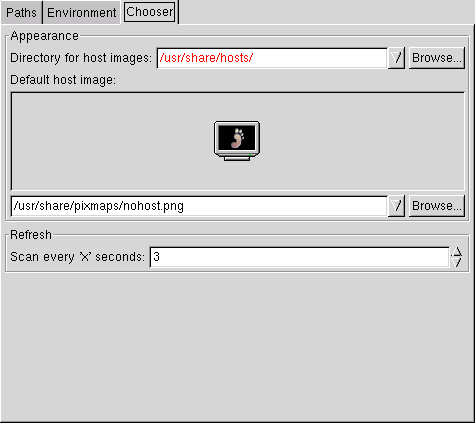 Paths Environment Chooser
Appearance
Directory for host images: /usr/share/hosts/ Browse...
Default host image:
/usr/share/pixmaps/nohost.png Browse...
Refresh
Scan every 'x' seconds: 3